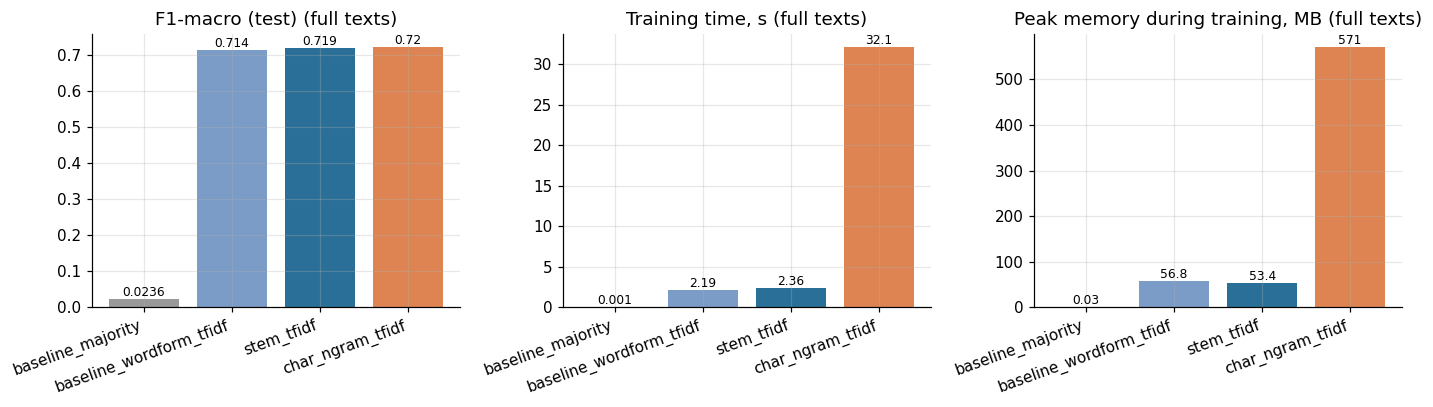 F1-macro (test) (full texts)
0.7
0.6
0.5
0.4
0.3
0.2
0.1
0.0
0.0236
0.714
0.719
0.72
baseline_majority
baseline_wordform_tfidf
stem_tfidf
char_ngram_tfidf
Training time, s (full texts)
30
25
20
15
10
5
0
0.001
2.19
2.36
32.1
baseline_majority
baseline_wordform_tfidf
stem_tfidf
char_ngram_tfidf
Peak memory during training, MB (full texts)
500
400
300
200
100
0
0.03
56.8
53.4
571
baseline_majority
baseline_wordform_tfidf
stem_tfidf
char_ngram_tfidf